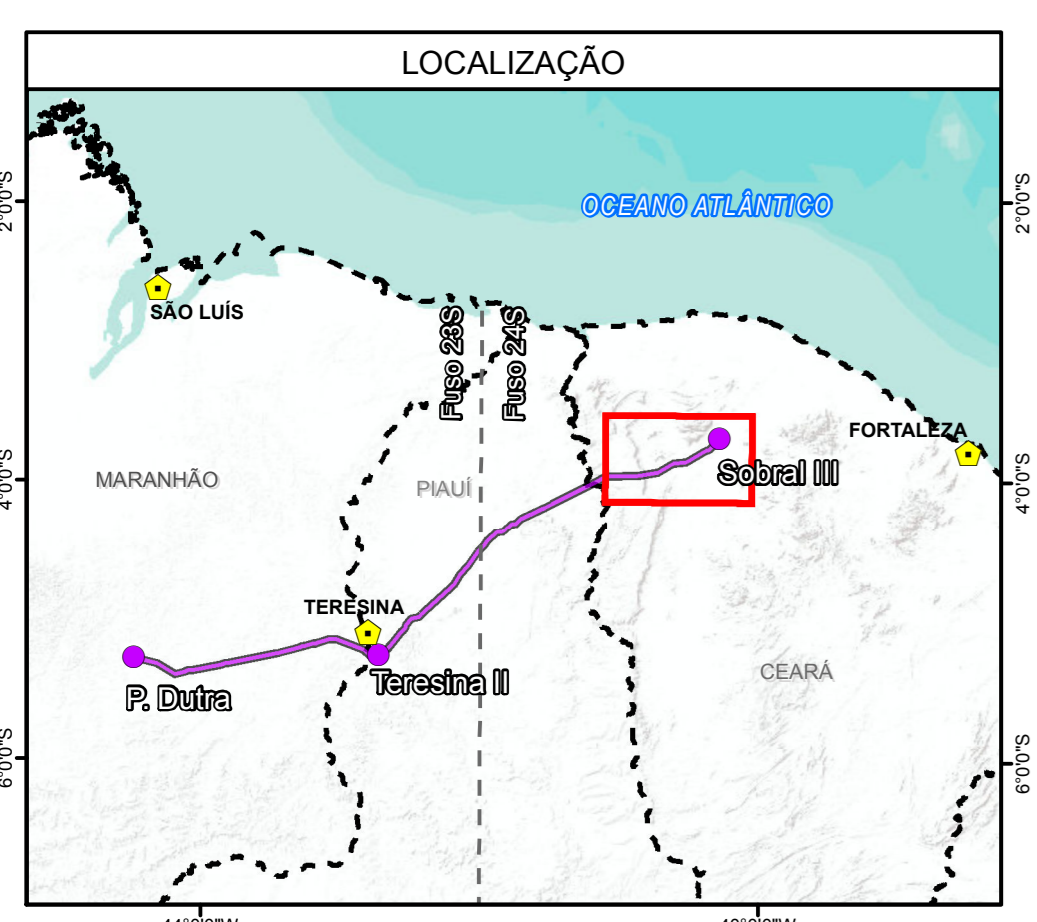 LOCALIZAÇÃO
2°0'0"S
2°0'0"S
OCEANO ATLÂNTICO
SÃO LUÍS
Fuso 23S
Fuso 24S
FORTALEZA
Sobral III
MARANHÃO
PIAUÍ
4°0'0"S
4°0'0"S
TERESINA
Teresina II
P. Dutra
CEARÁ
6°0'0"S
6°0'0"S